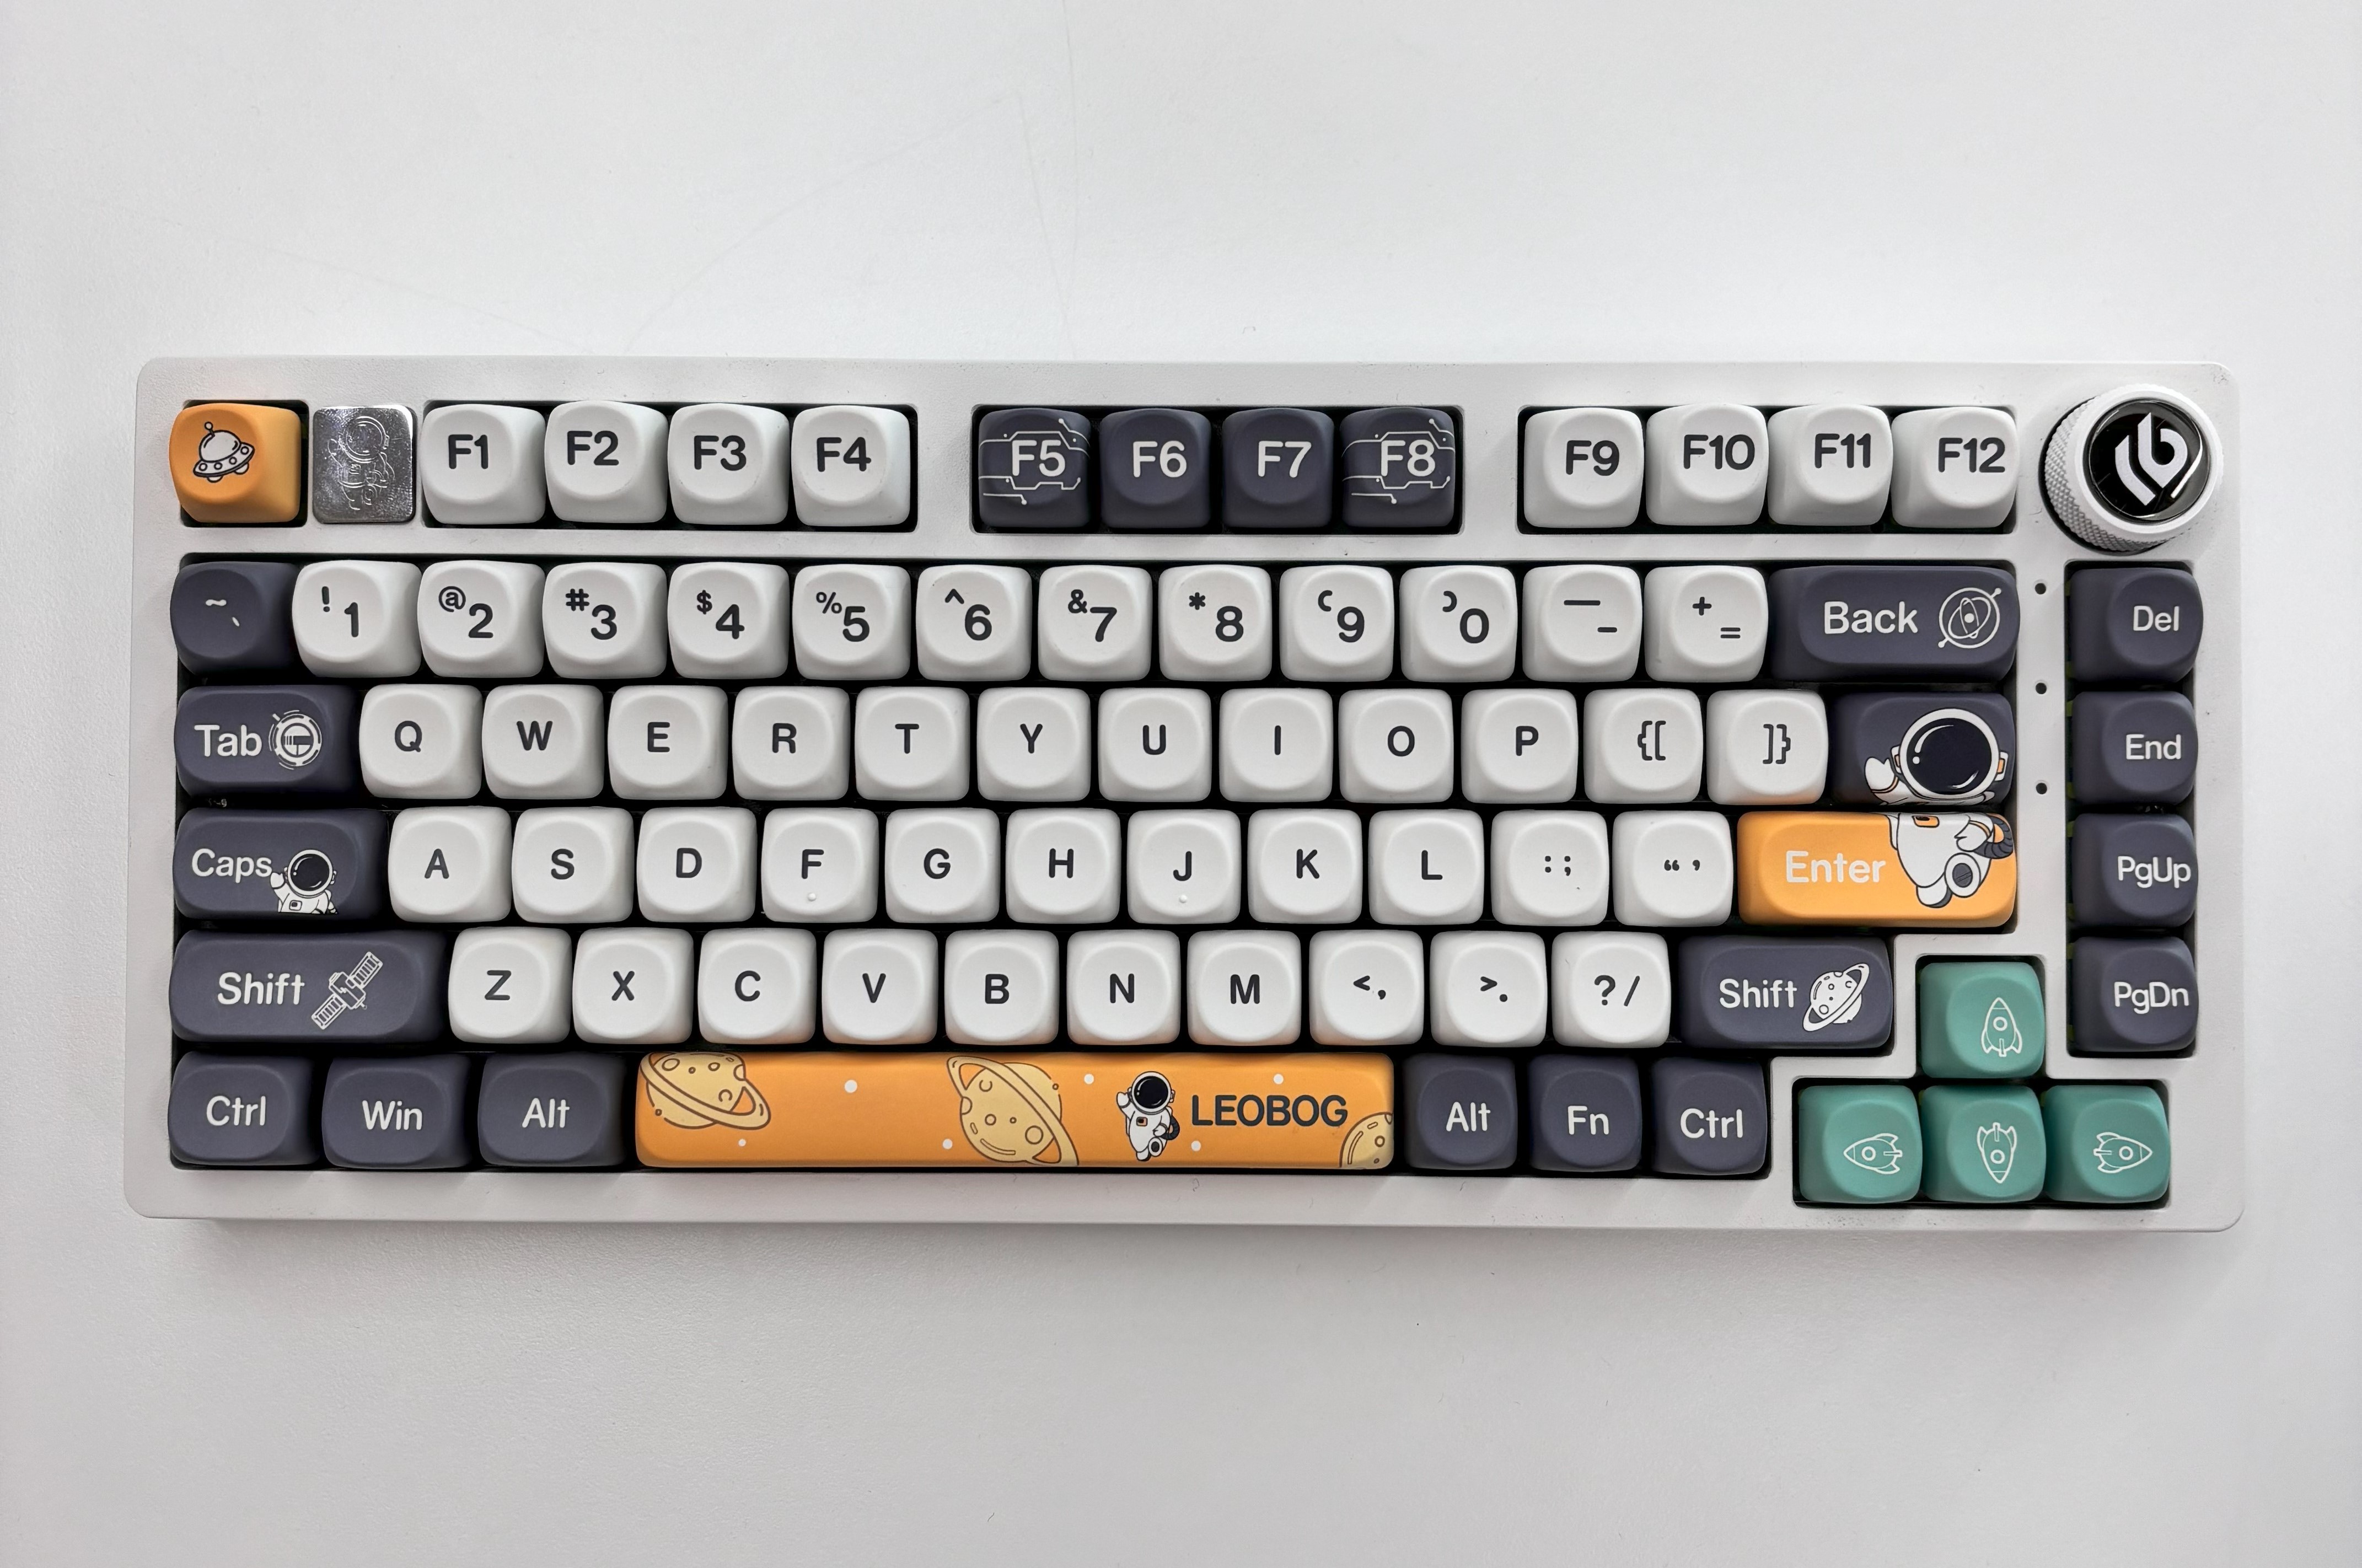 F1 F2 F3 F4 F5 F6 F7 F8 F9 F10 F11 F12
~ ` ! 1 @ 2 # 3 $ 4 % 5 ^ 6 & 7 * 8 ( 9 ) 0 — - + = Back Del
Tab Q W E R T Y U I O P {[ ]} End
Caps A S D F G H J K L :; “ ’ Enter PgUp
Shift Z X C V B N M <, >. ?/ Shift PgDn
Ctrl Win Alt LEOBOG Alt Fn Ctrl